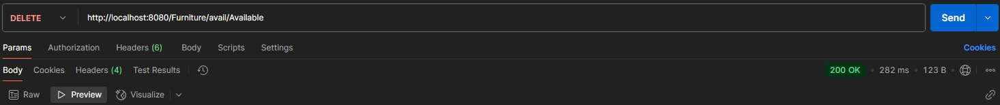 DELETE http://localhost:8080/Furniture/avail/Available Send
Params Authorization Headers (6) Body Scripts Settings Cookies
Body Cookies Headers (4) Test Results 200 OK • 282 ms • 123 B •
Raw Preview Visualize